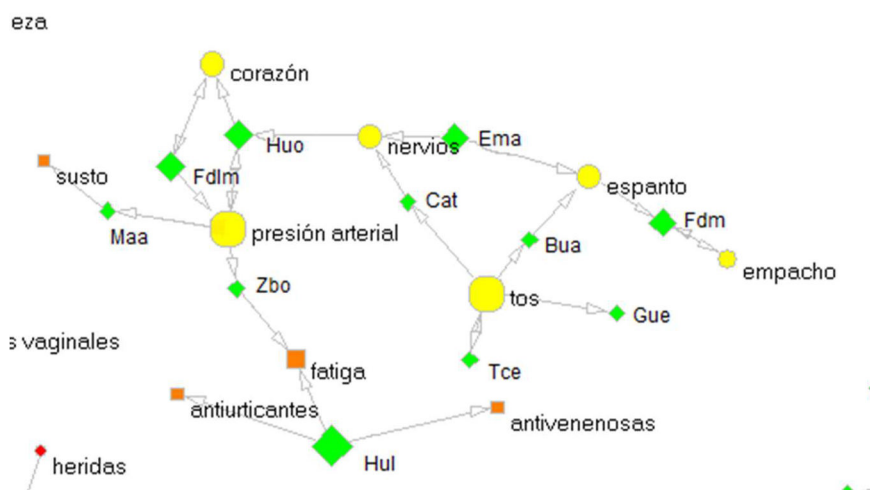 eza
corazón
Huo
nervios
Ema
susto
Fdlm
espanto
Cat
Fdm
Maa
presión arterial
Bua
empacho
Zbo
tos
Gue
s vaginales
fatiga
Tce
antiurticantes
antivenenosas
Hul
heridas